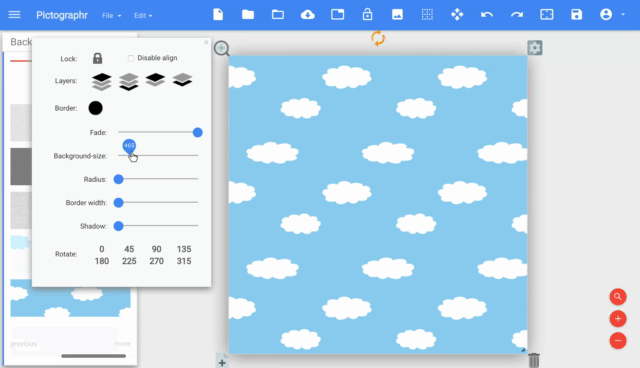 Pictographr File Edit
Back
Lock: Disable align
Layers:
Border:
Fade:
465
Background-size:
Radius:
Border width:
Shadow:
Rotate: 0 45 90 135
180 225 270 315
previous more